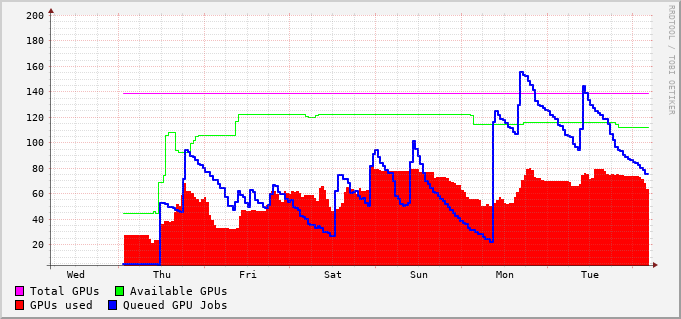 200
180
160
140
120
100
80
60
40
20
Wed Thu Fri Sat Sun Mon Tue
Total GPUs Available GPUs
GPUs used Queued GPU Jobs
RRDTOOL / TOBI OETIKER